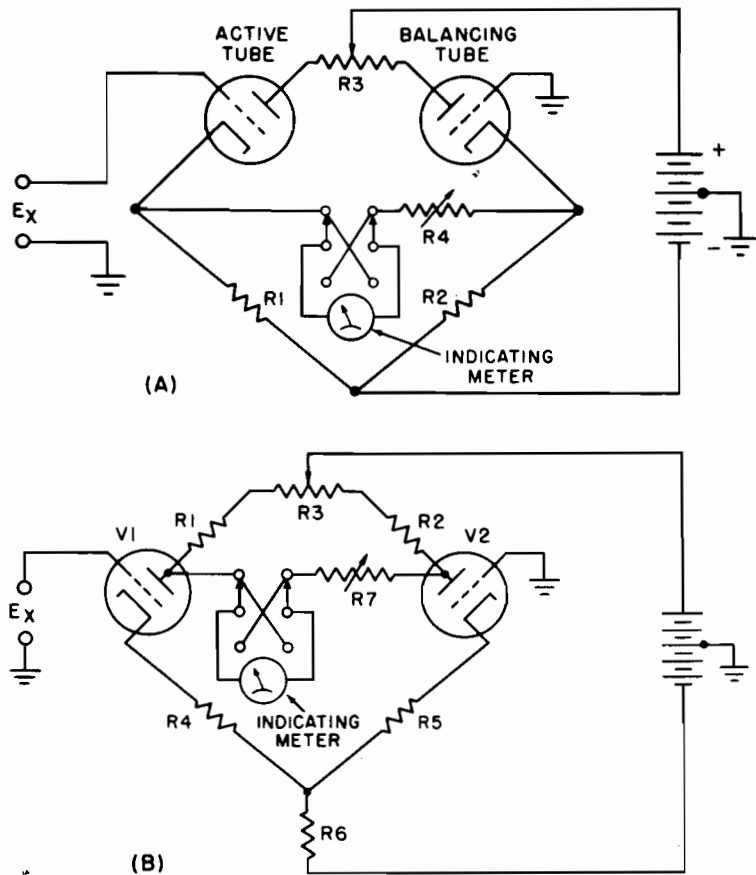 ACTIVE
TUBE
BALANCING
TUBE
R3
+
EX
R4
-
R1
R2
INDICATING
METER
(A)
R3
R1
R2
V1
V2
EX
R7
R4
INDICATING
METER
R5
R6
(B)